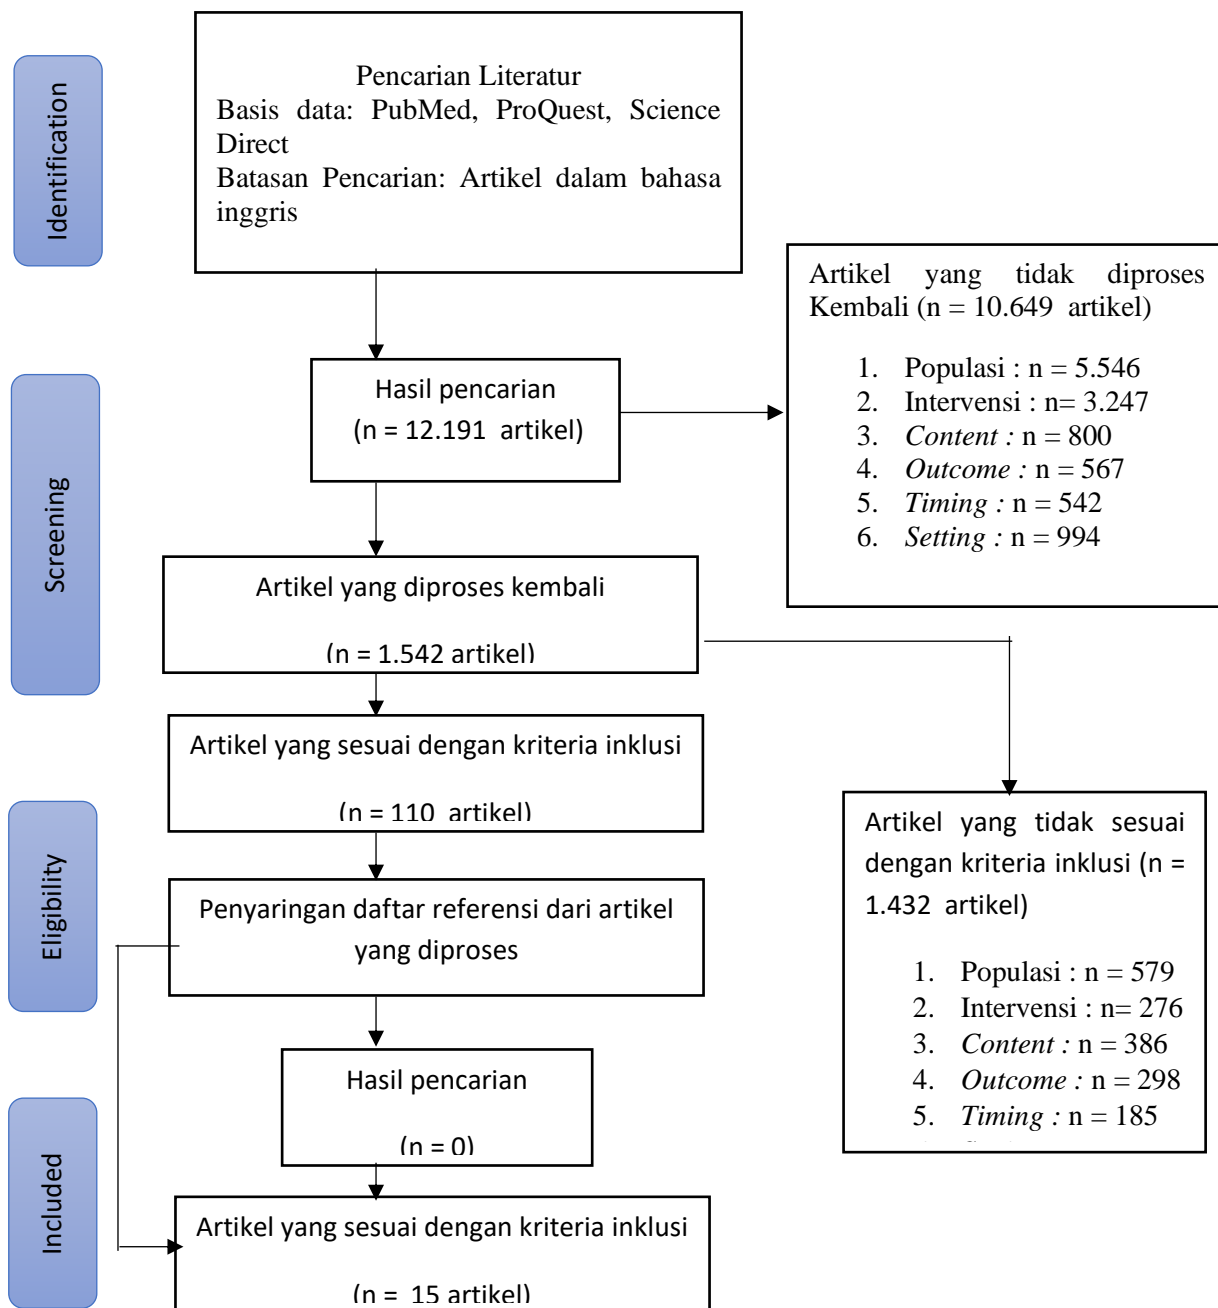 Identification
Pencarian Literatur
Basis data: PubMed, ProQuest, Science
Direct
Batasan Pencarian: Artikel dalam bahasa
inggris
Artikel yang tidak diproses
Kembali (n = 10.649 artikel)
1. Populasi : n = 5.546
2. Intervensi : n= 3.247
3. Content : n = 800
4. Outcome : n = 567
5. Timing : n = 542
6. Setting : n = 994
Screening
Hasil pencarian
(n = 12.191 artikel)
Artikel yang diproses kembali
(n = 1.542 artikel)
Artikel yang sesuai dengan kriteria inklusi
(n = 110 artikel)
Artikel yang tidak sesuai
dengan kriteria inklusi (n =
1.432 artikel)
1. Populasi : n = 579
2. Intervensi : n= 276
3. Content : n = 386
4. Outcome : n = 298
5. Timing : n = 185
Eligibility
Penyaringan daftar referensi dari artikel
yang diproses
Hasil pencarian
(n = 0)
Included
Artikel yang sesuai dengan kriteria inklusi
(n = 15 artikel)